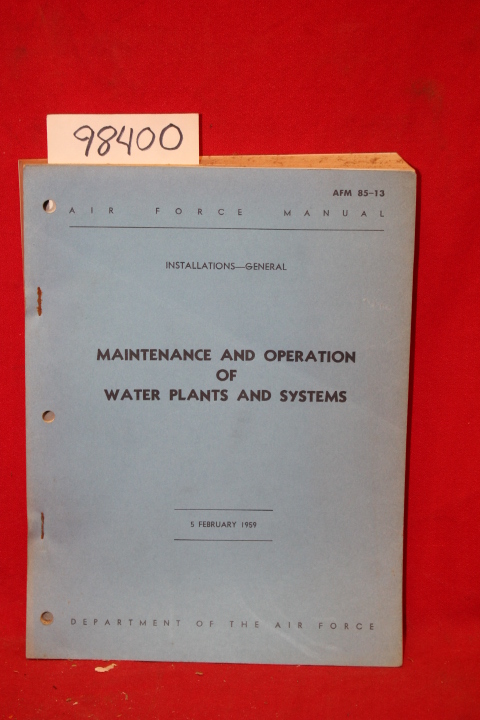 98400
AFM 85-13
AIR FORCE MANUAL
INSTALLATIONS—GENERAL
MAINTENANCE AND OPERATION
OF
WATER PLANTS AND SYSTEMS
5 FEBRUARY 1959
DEPARTMENT OF THE AIR FORCE